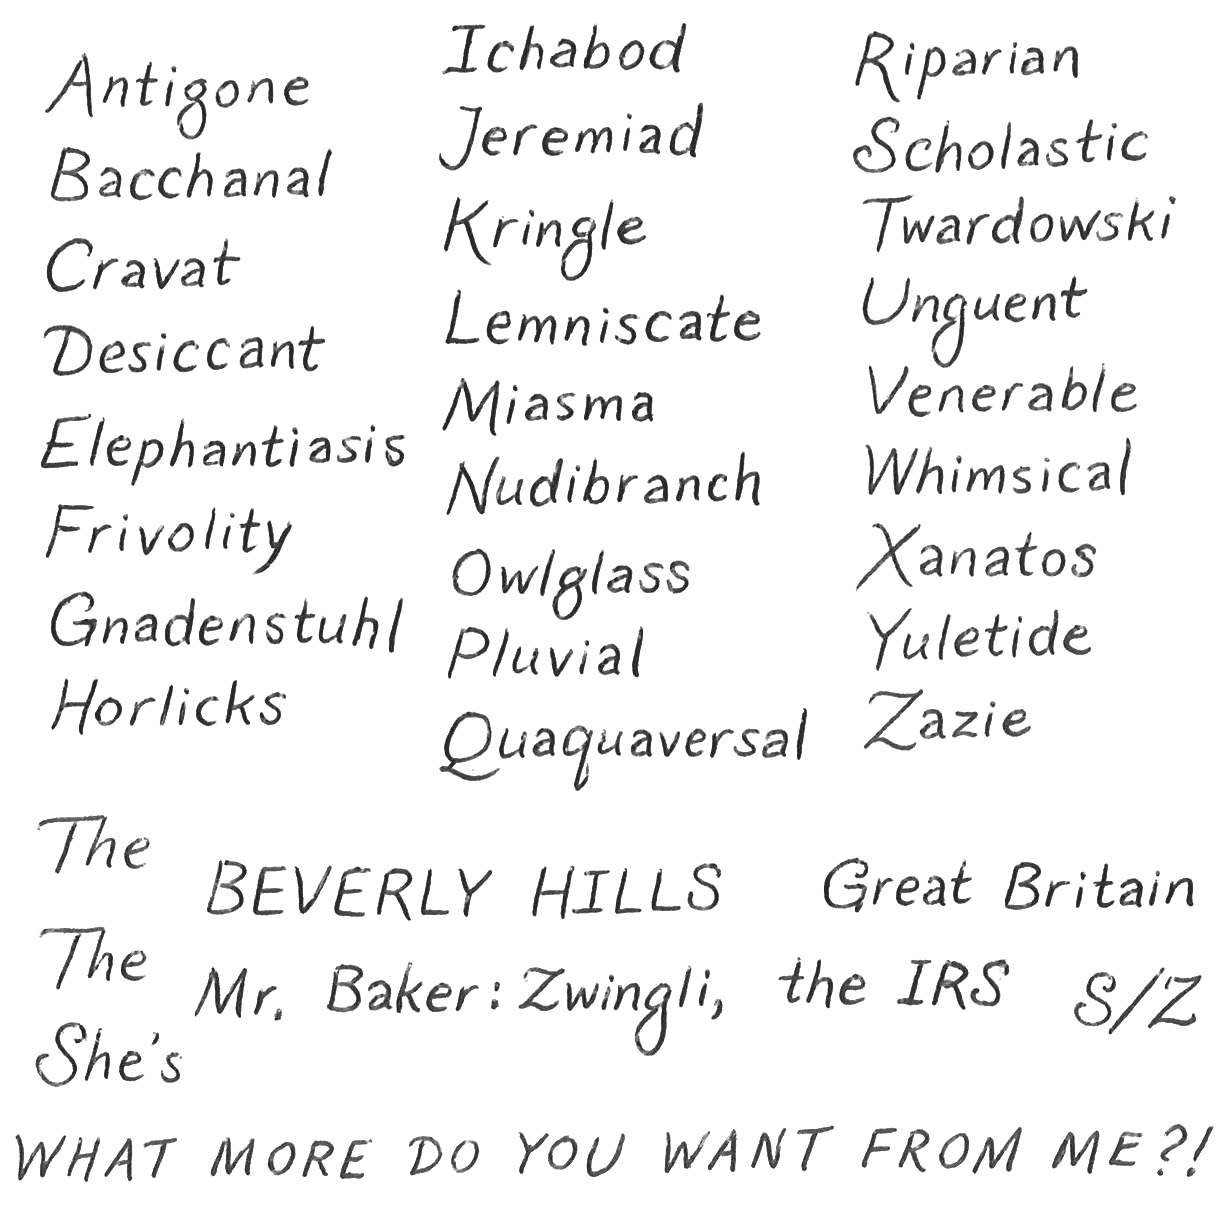 Antigone
Bacchanal
Cravat
Desiccant
Elephantiasis
Frivolity
Gnadenstuhl
Horlicks
Ichabod
Jeremiad
Kringle
Lemniscate
Miasma
Nudibranch
Owlglass
Pluvial
Quaquaversal
Riparian
Scholastic
Twardowski
Unguent
Venerable
Whimsical
Xanatos
Yuletide
Zazie
The
BEVERLY HILLS Great Britain
The
Mr. Baker: Zwingli, the IRS S/Z
She's
WHAT MORE DO YOU WANT FROM ME?!